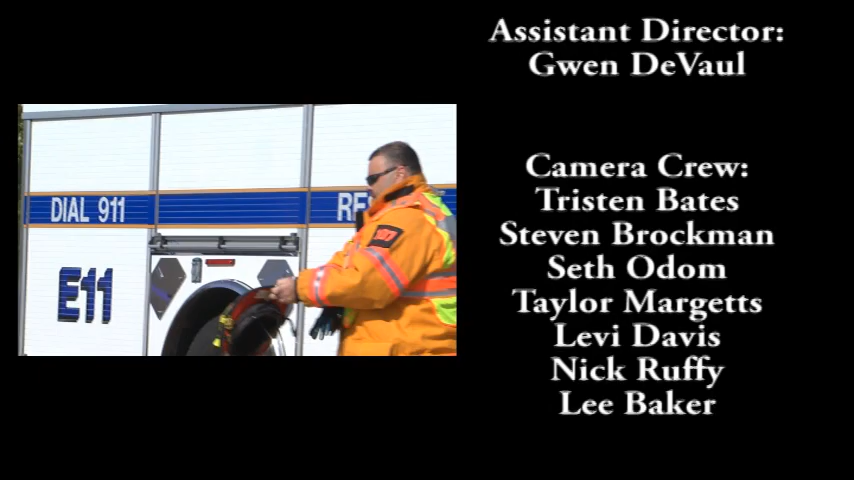 Assistant Director:
Gwen DeVaul
Camera Crew:
Tristen Bates
Steven Brockman
Seth Odom
Taylor Margetts
Levi Davis
Nick Ruffy
Lee Baker
DIAL 911
RES
E11